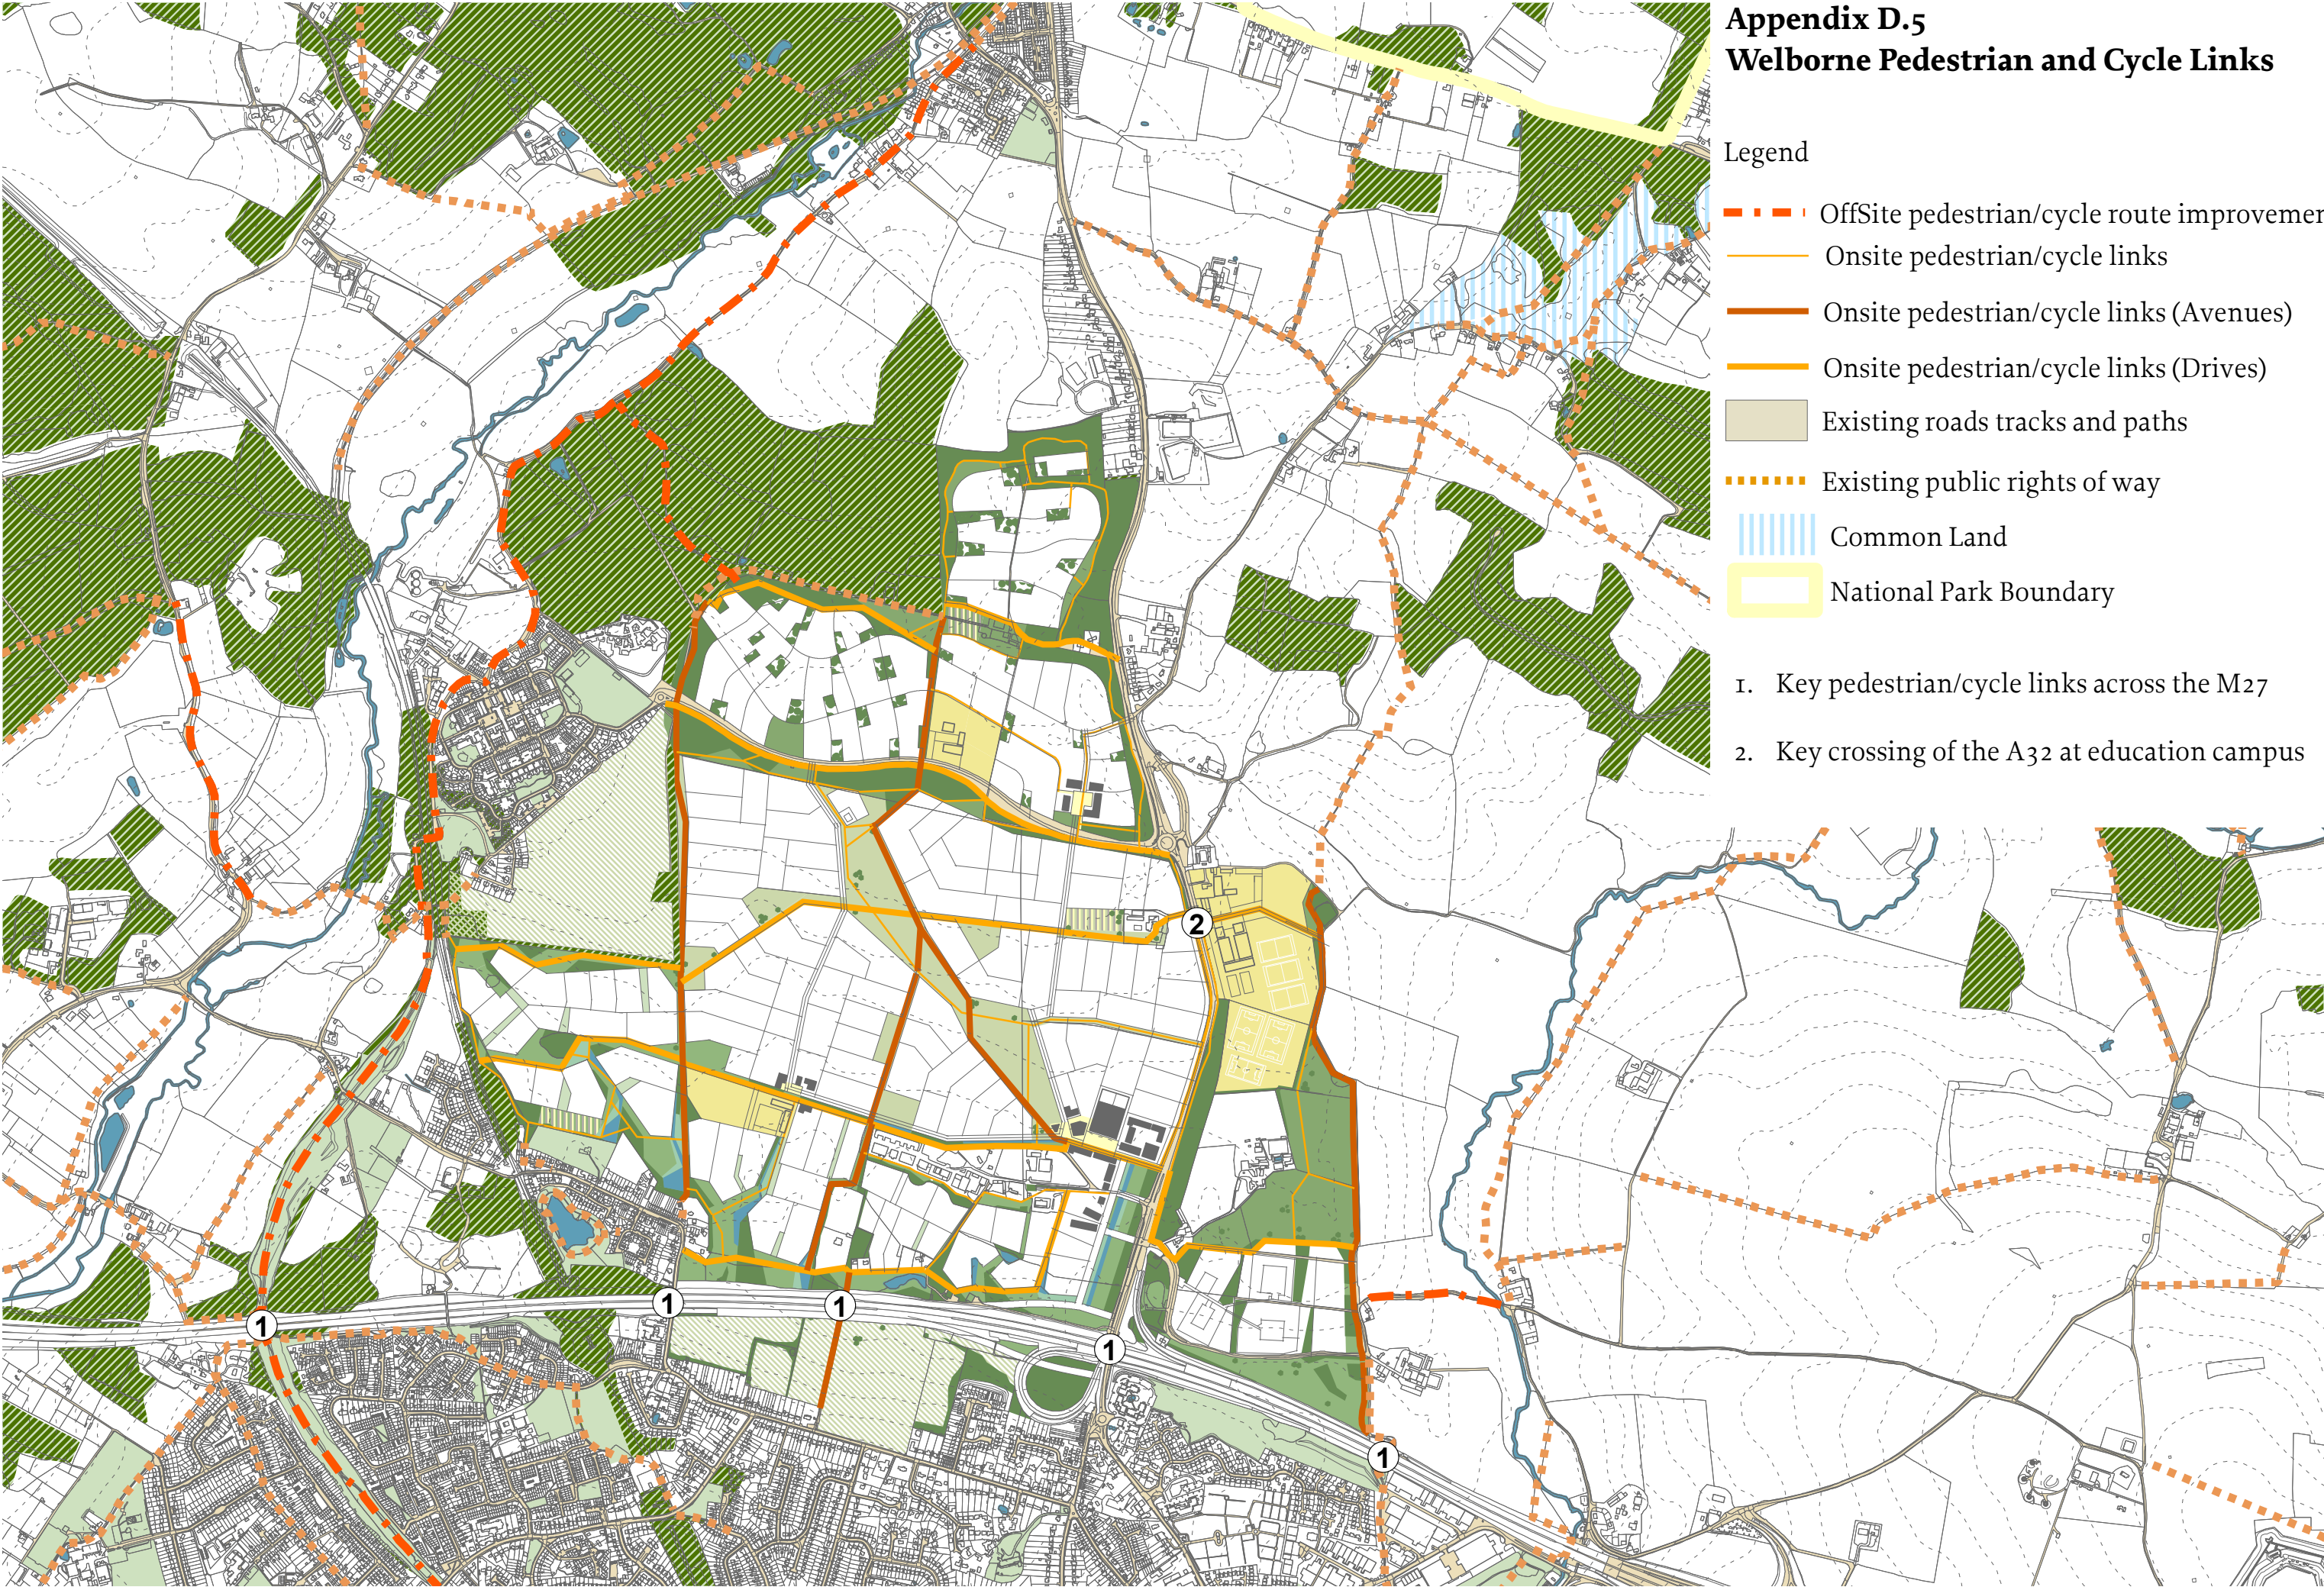 Appendix D.5
Welborne Pedestrian and Cycle Links
Legend
OffSite pedestrian/cycle route improvemen
Onsite pedestrian/cycle links
Onsite pedestrian/cycle links (Avenues)
Onsite pedestrian/cycle links (Drives)
Existing roads tracks and paths
Existing public rights of way
Common Land
National Park Boundary
1. Key pedestrian/cycle links across the M27
2. Key crossing of the A32 at education campus
2
1
1
1
1
1